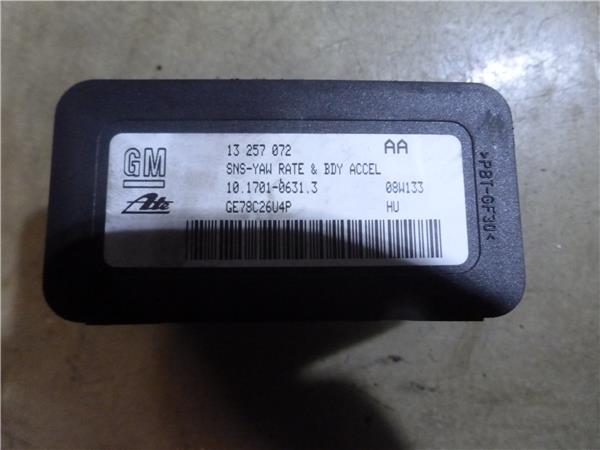 GM
13 257 072 AA
SNS-YAW RATE & BDY ACCEL
10.1701-0631.3 08W133
Ate GE78C26U4P HU
>PBT-GF30<